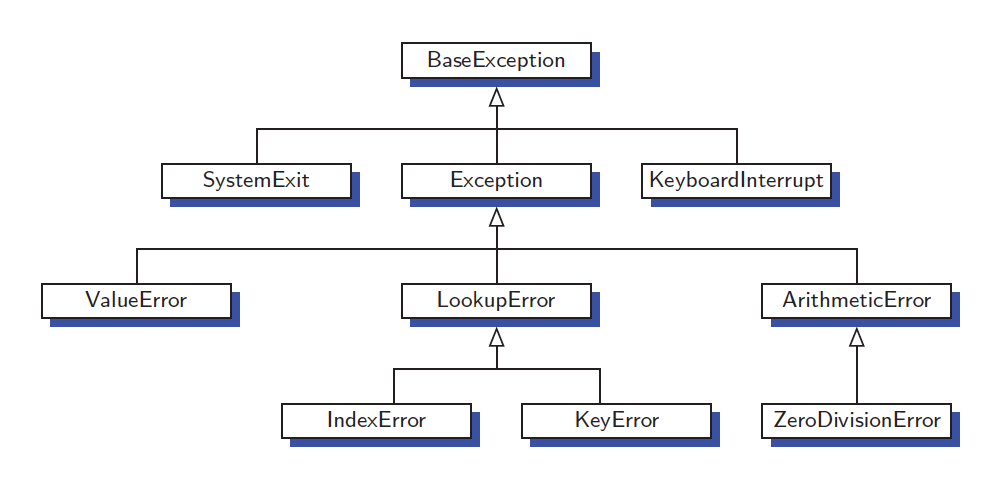 BaseException
SystemExit
Exception
KeyboardInterrupt
ValueError
LookupError
ArithmeticError
IndexError
KeyError
ZeroDivisionError